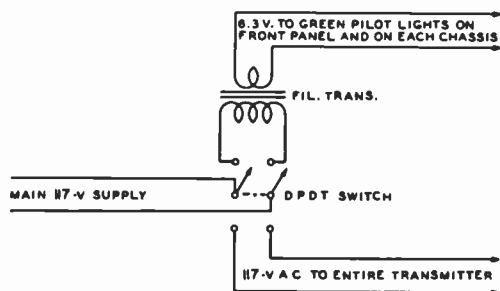 6.3 V. TO GREEN PILOT LIGHTS ON
FRONT PANEL AND ON EACH CHASSIS
FIL. TRANS.
MAIN 117-V SUPPLY
DPDT SWITCH
117-V AC TO ENTIRE TRANSMITTER